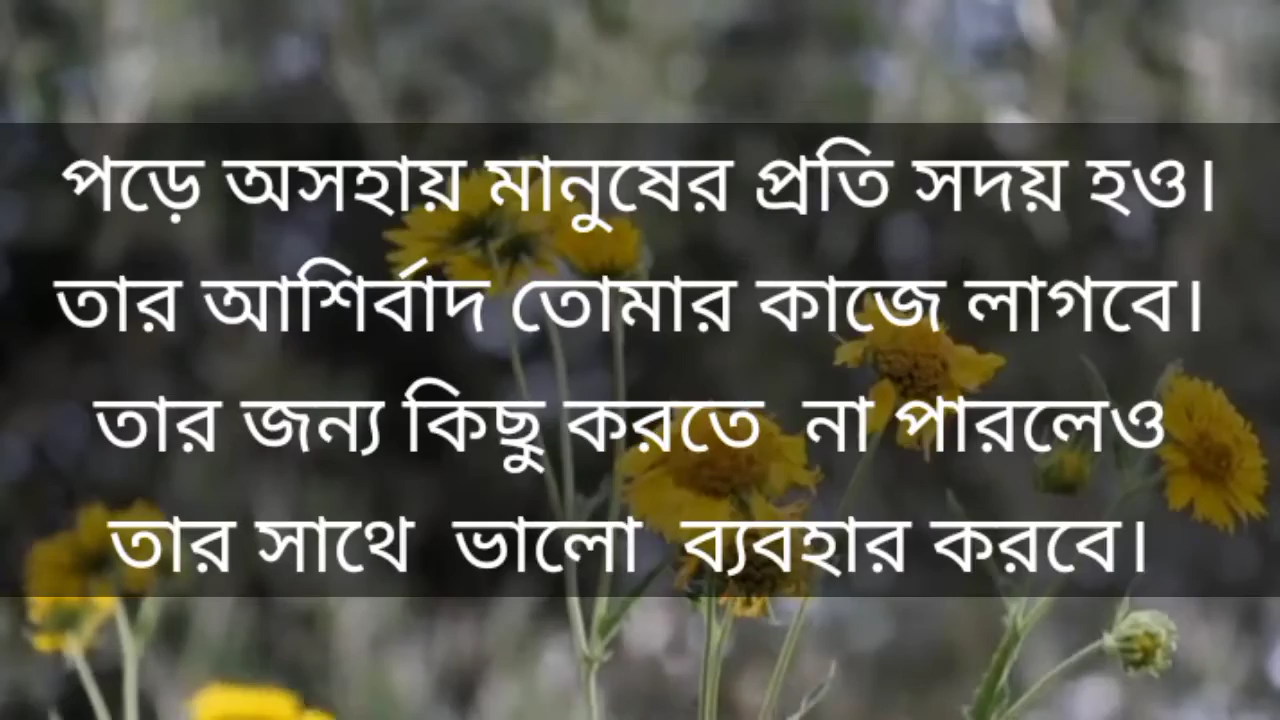 পড়ে অসহায় মানুষের প্রতি সদয় হও।
তার আশির্বাদ তোমার কাজে লাগবে।
তার জন্য কিছু করতে না পারলেও
তার সাথে ভালো ব্যবহার করবে।